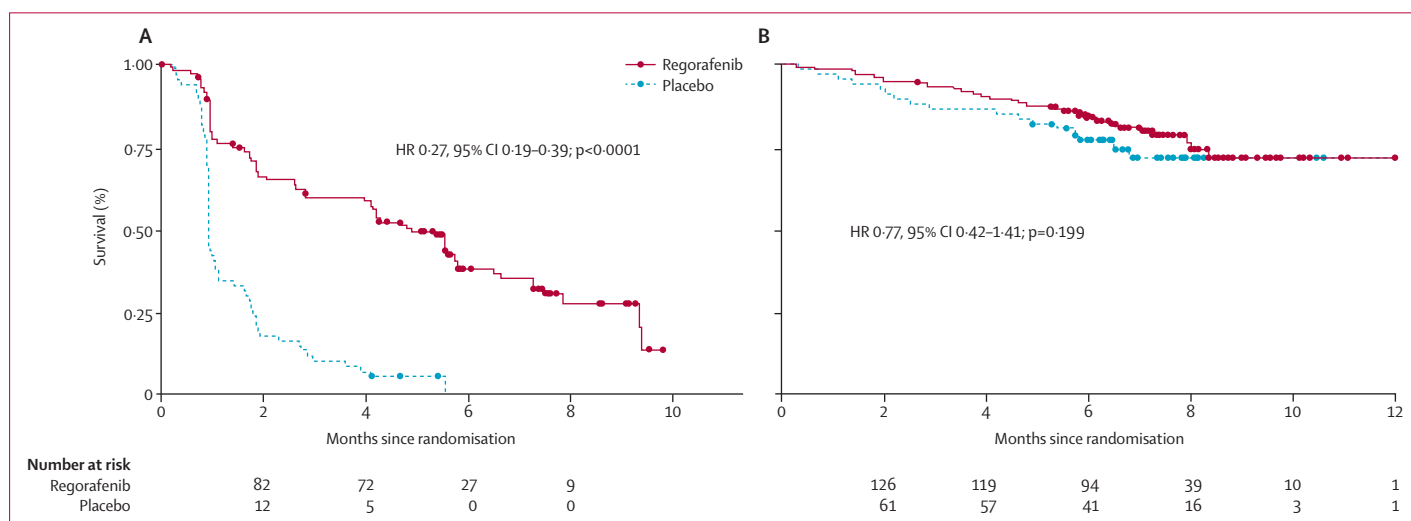 A
B
1·00
0·75
0·50
0·25
0
Survival (%)
Regorafenib
Placebo
HR 0·27, 95% CI 0·19–0·39; p<0·0001
HR 0·77, 95% CI 0·42–1·41; p=0·199
0 2 4 6 8 10
0 2 4 6 8 10 12
Months since randomisation
Months since randomisation
Number at risk
Regorafenib 82 72 27 9 126 119 94 39 10 1
Placebo 12 5 0 0 61 57 41 16 3 1